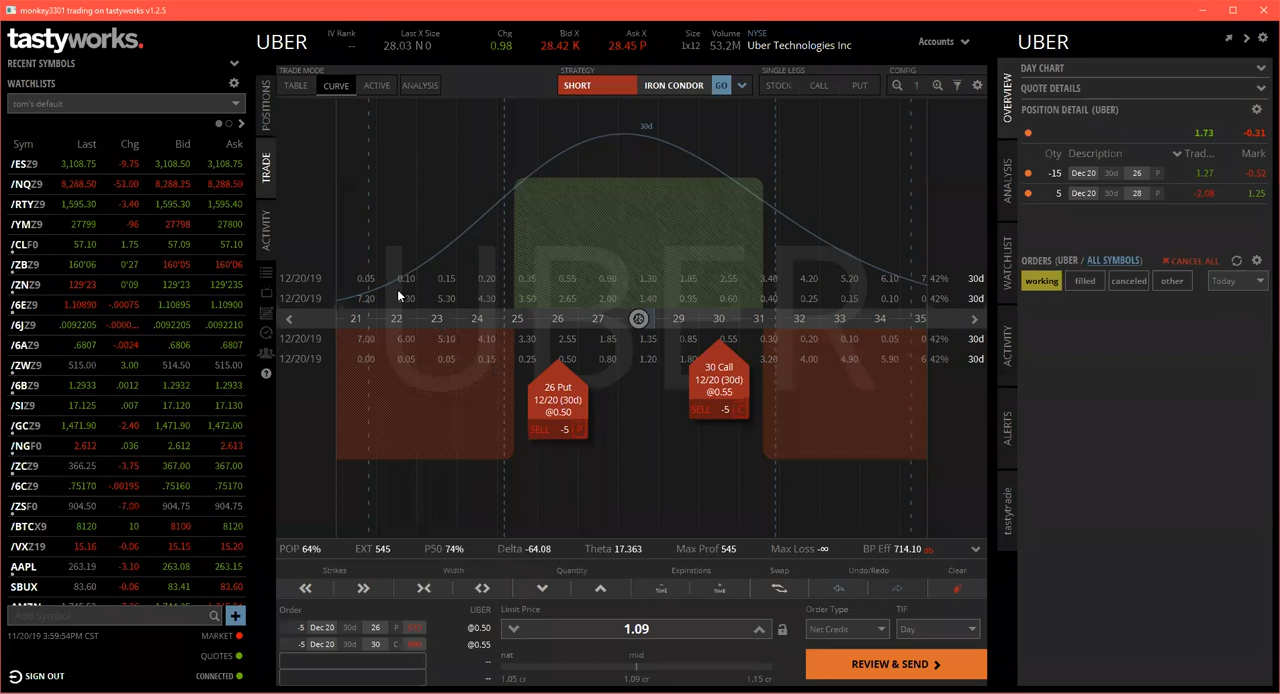 monkey3301 trading on tastyworks v1.2.5
tastyworks.
RECENT SYMBOLS
WATCHLISTS
tom's default
Sym Last Chg Bid Ask
/ESZ9 3,108.75 -9.75 3,108.50 3,108.75
/NQZ9 8,288.50 -53.00 8,288.25 8,288.50
/RTYZ9 1,595.30 -3.40 1,595.30 1,595.40
/YMZ9 27799 -96 27798 27800
/CLF0 57.10 1.75 57.09 57.10
/ZBZ9 160'06 0'27 160'05 160'06
/ZNZ9 129'23 0'09 129'23 129'235
/6EZ9 1.10890 -.00075 1.10895 1.10900
/6JZ9 .0092205 -.0000... .0092205 .0092210
/6AZ9 .6807 -.0024 .6806 .6807
/ZWZ9 515.00 3.00 514.50 515.00
/6BZ9 1.2933 .0012 1.2932 1.2933
/SIZ9 17.125 .007 17.120 17.130
/GCZ9 1,471.90 -2.40 1,471.90 1,472.00
/NGF0 2.612 .036 2.612 2.613
/ZCZ9 366.25 -3.75 367.00 367.00
/6CZ9 .75170 -.00195 .75160 .75170
/ZSF0 904.50 -7.00 904.50 904.75
/BTCX9 8120 10 8100 8120
/VXZ19 15.16 -0.06 15.15 15.20
AAPL 263.19 -3.10 263.08 263.15
SBUX 83.60 -0.06 83.41 83.60
Add Symbol
11/20/19 3:59:54PM CST MARKET
QUOTES
SIGN OUT CONNECTED
POSITIONS
TRADE
ACTIVITY
UBER
IV Rank Last X Size Chg Bid X Ask X Size Volume NYSE
-- 28.03 N0 0.98 28.42 K 28.45 P 1x12 53.2M Uber Technologies Inc
Accounts
TRADE MODE STRATEGY SINGLE LEGS CONFIG
TABLE CURVE ACTIVE ANALYSIS SHORT IRON CONDOR GO STOCK CALL PUT 1
30d
UBER
12/20/19 0.05 0.10 0.15 0.20 0.35 0.55 0.90 1.30 1.85 2.55 3.40 4.20 5.20 6.10 7 42% 30d
12/20/19 7.20 5.30 4.30 3.50 2.65 2.00 1.40 0.95 0.60 0.40 0.25 0.15 0.10 42% 30d
21 22 23 24 25 26 27 28 29 30 31 32 33 34 35
12/20/19 7.00 6.00 5.10 4.10 3.30 2.55 1.85 1.35 0.85 0.55 0.30 0.20 0.15 0.05 42% 30d
12/20/19 0.00 0.05 0.05 0.15 0.50 0.80 1.20 3.20 4.00 4.90 5.90 6 42% 30d
26 Put
12/20 (30d)
@0.50
SELL -5 P
30 Call
12/20 (30d)
@0.55
SELL -5 C
POP 64% EXT 545 P50 74% Delta -64.08 Theta 17.363 Max Prof 545 Max Loss -∞ BP Eff 714.10 db
Strikes Width Quantity Expirations Swap Undo/Redo Clear
Order UBER Limit Price Order Type TIF
-5 Dec 20 30d 26 P STO @0.50 1.09 Net Credit Day
-5 Dec 20 30d 30 C @0.55
-- nat mid REVIEW & SEND
-- 1.05 cr 1.09 cr 1.15 cr
UBER
OVERVIEW
ANALYSIS
WATCHLIST
ACTIVITY
ALERTS
tastytrade
DAY CHART
QUOTE DETAILS
POSITION DETAIL (UBER)
1.73 -0.31
Qty Description Trad... Mark
-15 Dec 20 30d 26 P 1.27 -0.52
5 Dec 20 30d 28 P -2.08 1.25
ORDERS (UBER / ALL SYMBOLS) CANCEL ALL
working filled canceled other Today